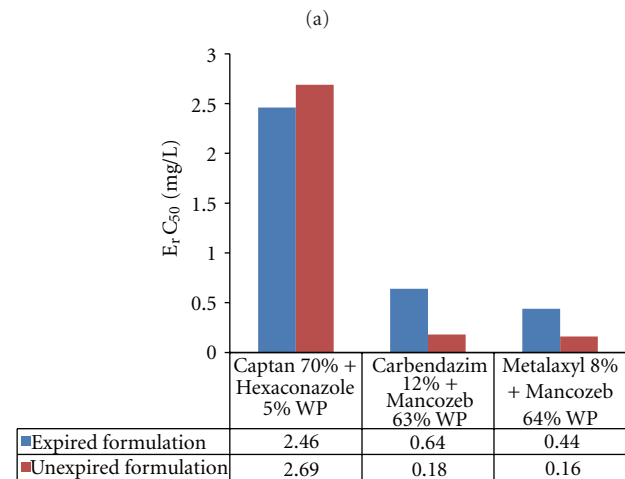 (a)
3
2.5
2
1.5
1
0.5
0
E_r C_50 (mg/L)
Captan 70% + Hexaconazole 5% WP
Carbendazim 12% + Mancozeb 63% WP
Metalaxyl 8% + Mancozeb 64% WP
Expired formulation 2.46 0.64 0.44
Unexpired formulation 2.69 0.18 0.16